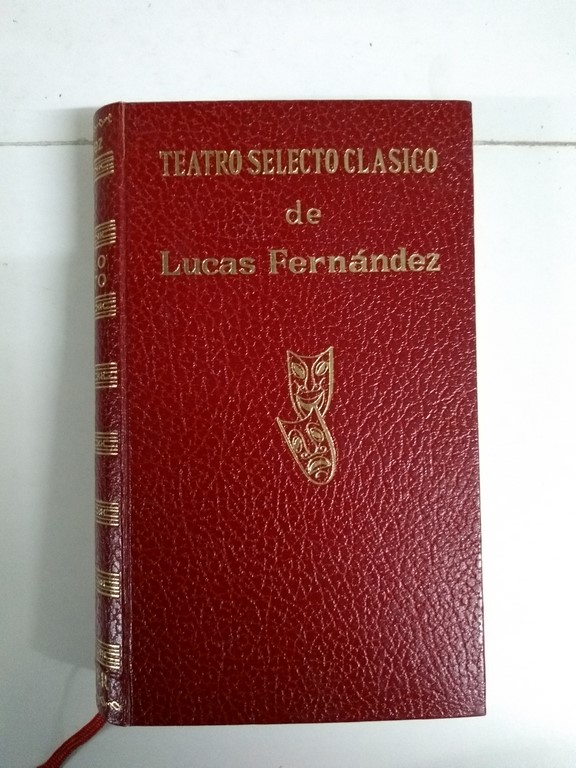 TEATRO SELECTO CLASICO
de
Lucas Fernández